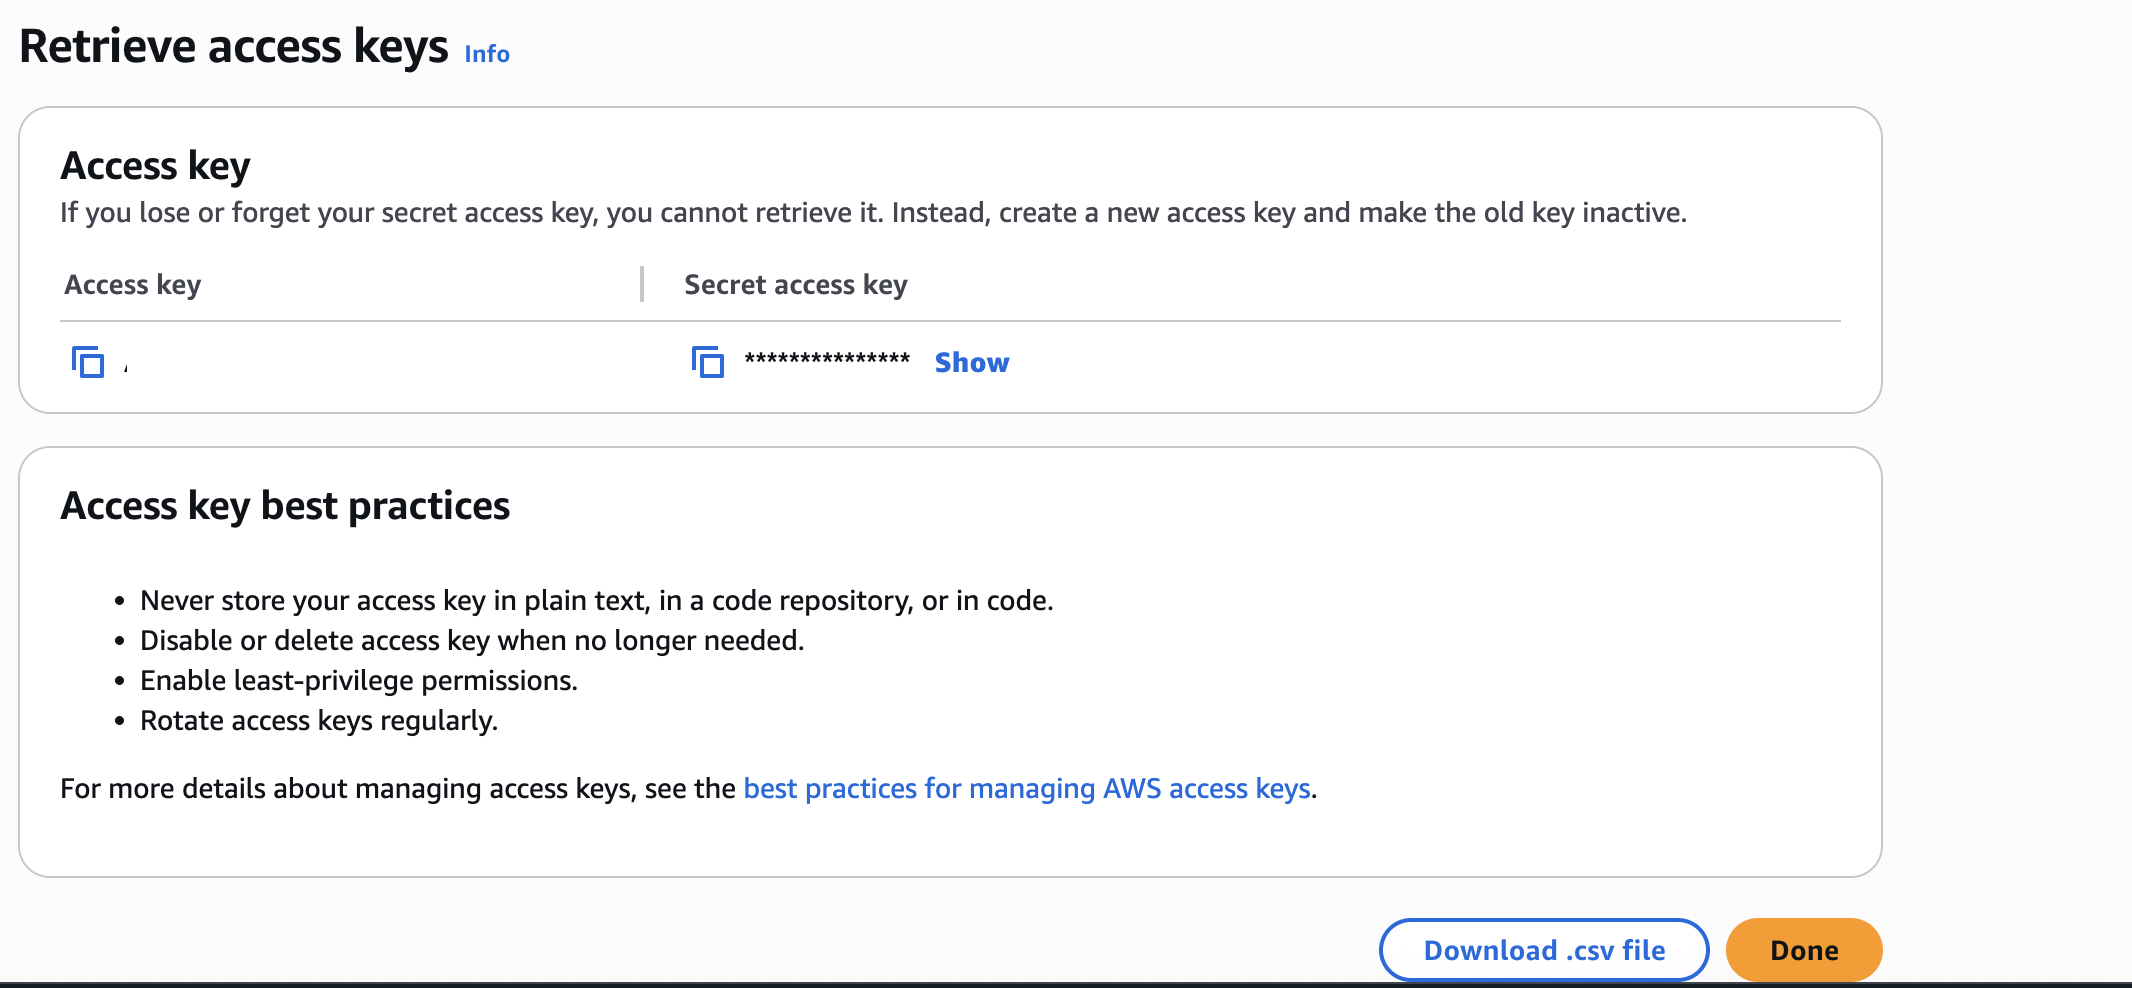 Retrieve access keys Info
Access key
If you lose or forget your secret access key, you cannot retrieve it. Instead, create a new access key and make the old key inactive.
Access key Secret access key
*************** Show
Access key best practices
• Never store your access key in plain text, in a code repository, or in code.
• Disable or delete access key when no longer needed.
• Enable least-privilege permissions.
• Rotate access keys regularly.
For more details about managing access keys, see the best practices for managing AWS access keys.
Download .csv file Done